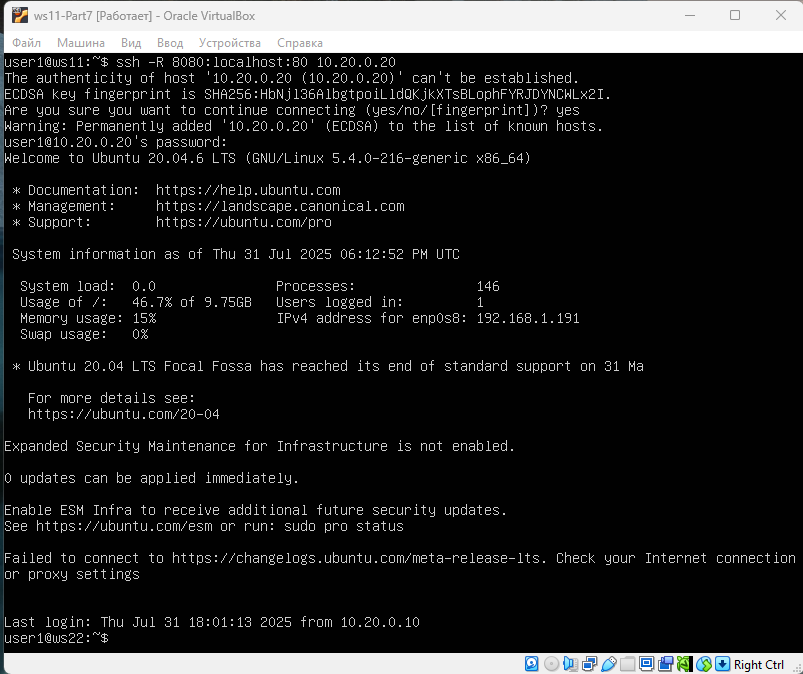 ws11-Part7 [Работает] - Oracle VirtualBox
Файл Машина Вид Ввод Устройства Справка
user1@ws11:~$ ssh -R 8080:localhost:80 10.20.0.20
The authenticity of host '10.20.0.20 (10.20.0.20)' can't be established.
ECDSA key fingerprint is SHA256:HbNjl36AlbgtpoiLldQKjkXTsBLophFYRJDYNCWLx2I.
Are you sure you want to continue connecting (yes/no/[fingerprint])? yes
Warning: Permanently added '10.20.0.20' (ECDSA) to the list of known hosts.
user1@10.20.0.20's password:
Welcome to Ubuntu 20.04.6 LTS (GNU/Linux 5.4.0-216-generic x86_64)
* Documentation:  https://help.ubuntu.com
* Management:     https://landscape.canonical.com
* Support:        https://ubuntu.com/pro
System information as of Thu 31 Jul 2025 06:12:52 PM UTC
System load:  0.0               Processes:               146
Usage of /:   46.7% of 9.75GB   Users logged in:         1
Memory usage: 15%               IPv4 address for enp0s8: 192.168.1.191
Swap usage:   0%
* Ubuntu 20.04 LTS Focal Fossa has reached its end of standard support on 31 Ma
For more details see:
https://ubuntu.com/20-04
Expanded Security Maintenance for Infrastructure is not enabled.
0 updates can be applied immediately.
Enable ESM Infra to receive additional future security updates.
See https://ubuntu.com/esm or run: sudo pro status
Failed to connect to https://changelogs.ubuntu.com/meta-release-lts. Check your Internet connection
or proxy settings
Last login: Thu Jul 31 18:01:13 2025 from 10.20.0.10
user1@ws22:~$
Right Ctrl